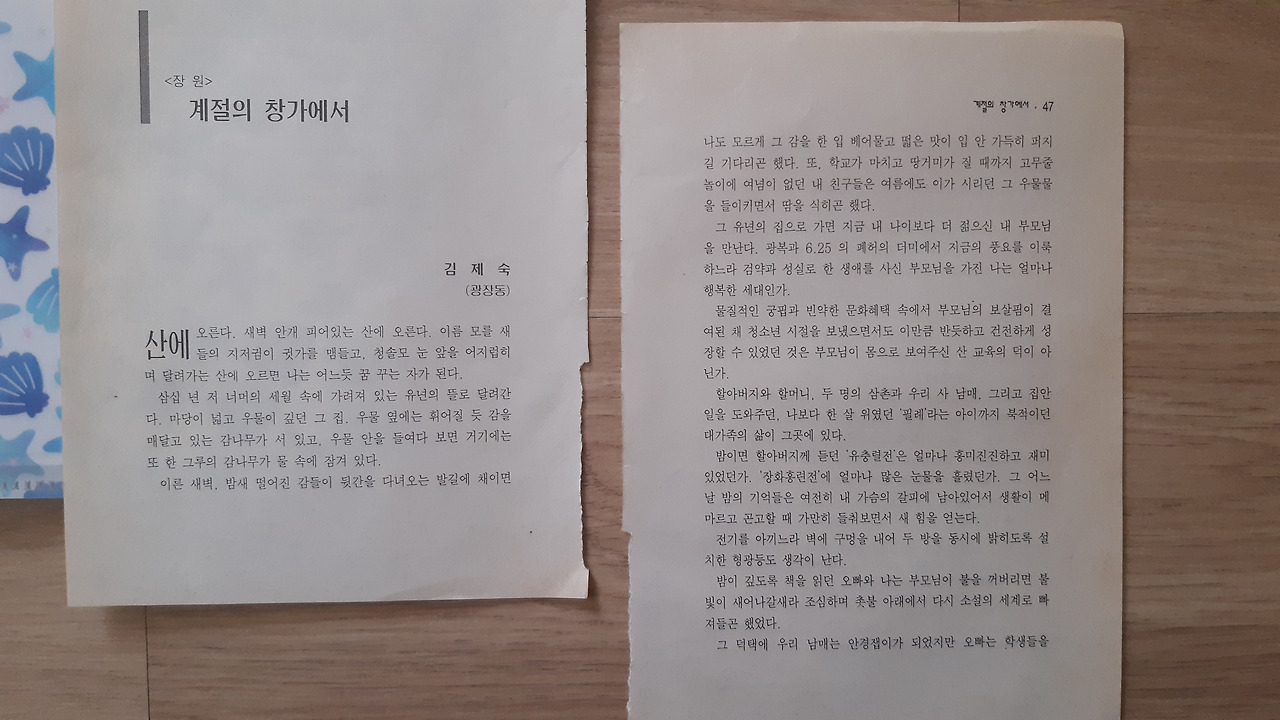 <장 원>
계절의 창가에서
김 제 숙
(광장동)
산에 오른다. 새벽 안개 피어있는 산에 오른다. 이름 모를 새
들의 지저귐이 귓가를 맴돌고, 청솔모 눈 앞을 어지럽히
며 달려가는 산에 오르면 나는 어느듯 꿈 꾸는 자가 된다.
삼십 년 저 너머의 세월 속에 가려져 있는 유년의 뜰로 달려간
다. 마당이 넓고 우물이 깊던 그 집. 우물 옆에는 휘어질 듯 감을
매달고 있는 감나무가 서 있고, 우물 안을 들여다 보면 거기에는
또 한 그루의 감나무가 물 속에 잠겨 있다.
이른 새벽, 밤새 떨어진 감들이 뒷간을 다녀오는 발길에 채이면
계절의 창가에서 · 47
나도 모르게 그 감을 한 입 베어물고 떫은 맛이 입 안 가득히 퍼지
길 기다리곤 했다. 또, 학교가 마치고 땅거미가 질 때까지 고무줄
놀이에 여념이 없던 내 친구들은 여름에도 이가 시리던 그 우물물
을 들이키면서 땀을 식히곤 했다.
그 유년의 집으로 가면 지금 내 나이보다 더 젊으신 내 부모님
을 만난다. 광복과 6.25 의 폐허의 더미에서 지금의 풍요를 이룩
하느라 검약과 성실로 한 생애를 사신 부모님을 가진 나는 얼마나
행복한 세대인가.
물질적인 궁핍과 빈약한 문화혜택 속에서 부모님의 보살핌이 결
여된 채 청소년 시절을 보냈으면서도 이만큼 반듯하고 건전하게 성
장할 수 있었던 것은 부모님이 몸으로 보여주신 산 교육의 덕이 아
닌가.
할아버지와 할머니, 두 명의 삼촌과 우리 사 남매, 그리고 집안
일을 도와주던, 나보다 한 살 위였던 '필례'라는 아이까지 북적이던
대가족의 삶이 그곳에 있다.
밤이면 할아버지께 듣던 '유충렬전'은 얼마나 흥미진진하고 재미
있었던가. '장화홍련전'에 얼마나 많은 눈물을 흘렸던가. 그 어느
날 밤의 기억들은 여전히 내 가슴의 갈피에 남아있어서 생활이 메
마르고 곤고할 때 가만히 들춰보면서 새 힘을 얻는다.
전기를 아끼느라 벽에 구멍을 내어 두 방을 동시에 밝히도록 설
치한 형광등도 생각이 난다.
밤이 깊도록 책을 읽던 오빠와 나는 부모님이 불을 꺼버리면 불
빛이 새어나갈새라 조심하며 촛불 아래에서 다시 소설의 세계로 빠
져들곤 했었다.
그 덕택에 우리 남매는 안경잽이가 되었지만 오빠는 학생들을